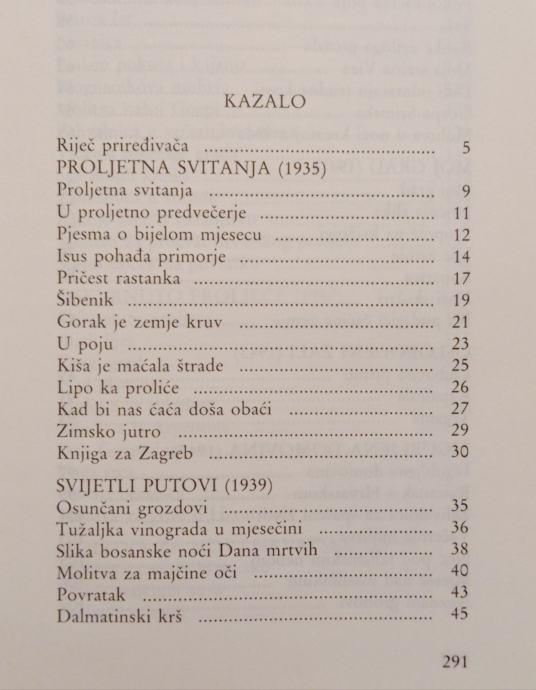 KAZALO
Riječ priređivača ........................................ 5
PROLJETNA SVITANJA (1935)
Proljetna svitanja ........................................ 9
U proljetno predvečerje ................................ 11
Pjesma o bijelom mjesecu ............................. 12
Isus pohađa primorje .................................... 14
Pričest rastanka ............................................ 17
Šibenik ........................................................ 19
Gorak je zemje kruv ..................................... 21
U poju ........................................................ 23
Kiša je maćala štrade .................................... 25
Lipo ka proliće ............................................ 26
Kad bi nas ćaća doša obaći ........................... 27
Zimsko jutro ............................................... 29
Knjiga za Zagreb ......................................... 30
SVIJETLI PUTOVI (1939)
Osunčani grozdovi ....................................... 35
Tužaljka vinograda u mjesečini ...................... 36
Slika bosanske noći Dana mrtvih ................... 38
Molitva za majčine oči ................................. 40
Povratak ..................................................... 43
Dalmatinski krš ........................................... 45
291